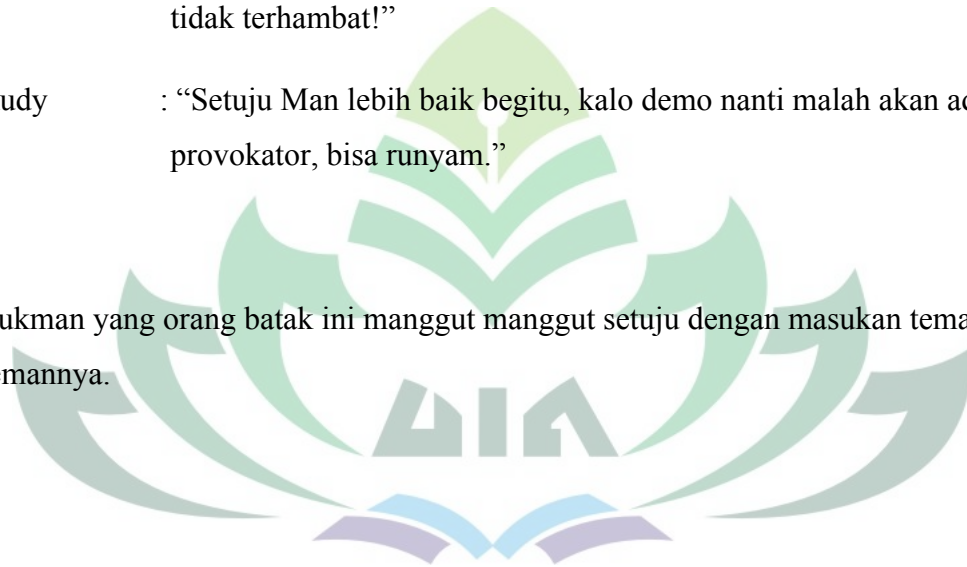 tidak terhambat!”
udy : “Setuju Man lebih baik begitu, kalo demo nanti malah akan ad
provokator, bisa runyam.”
ukman yang orang batak ini manggut manggut setuju dengan masukan tema
emannya.
UIN